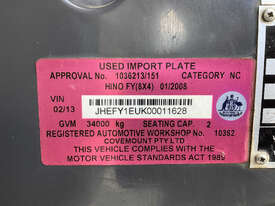 USED IMPORT PLATE
APPROVAL No. 1036213/151 CATEGORY NC
HINO FY(8X4) 01/2008
VIN
02/13 JHEFY1EUK00011628
GVM 34000 kg SEATING CAP. 2
REGISTERED AUTOMOTIVE WORKSHOP No. 10362
COVEMOUNT PTY LTD
THIS VEHICLE COMPLIES WITH THE
MOTOR VEHICLE STANDARDS ACT 1989